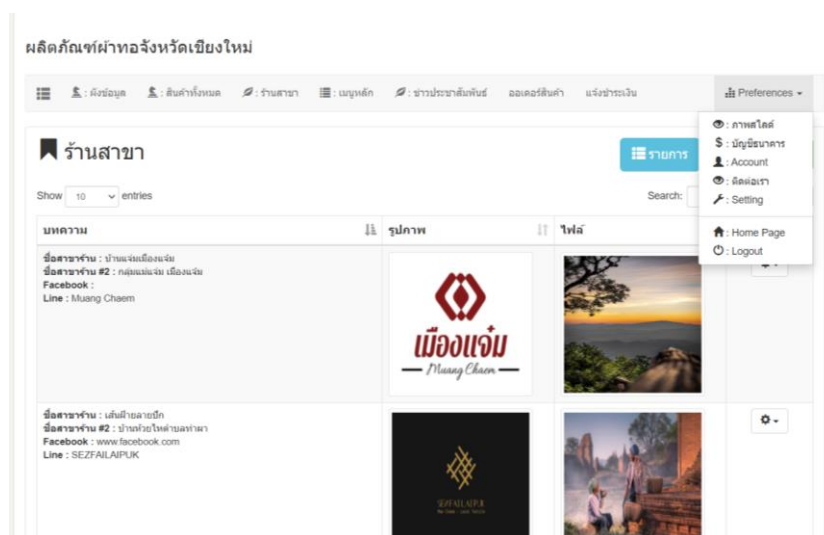 ผลิตภัณฑ์ผ้าทอจังหวัดเชียงใหม่
: ผังข้อมูล : สินค้าทั้งหมด : ร้านสาขา : เมนูหลัก : ข่าวประชาสัมพันธ์ ออเดอร์สินค้า แจ้งชำระเงิน Preferences
: ภาพสไลด์
$ : บัญชีธนาคาร
: Account
: ติดต่อเรา
: Setting
: Home Page
: Logout
ร้านสาขา รายการ
Show 10 entries Search:
บทความ รูปภาพ ไฟล์
ชื่อสาขาร้าน : บ้านแจ่มเมืองแจ่ม
ชื่อสาขาร้าน #2 : กลุ่มแม่แจ่ม เมืองแจ่ม
Facebook :
Line : Muang Chaem
เมืองแจ๋ม
Muang Chaem
ชื่อสาขาร้าน : เส้นฝ้ายลายปึก
ชื่อสาขาร้าน #2 : บ้านห้วยไหคำบลท่าผา
Facebook : www.facebook.com
Line : SEZFAILAIPUK
SEZFAILAIPUK